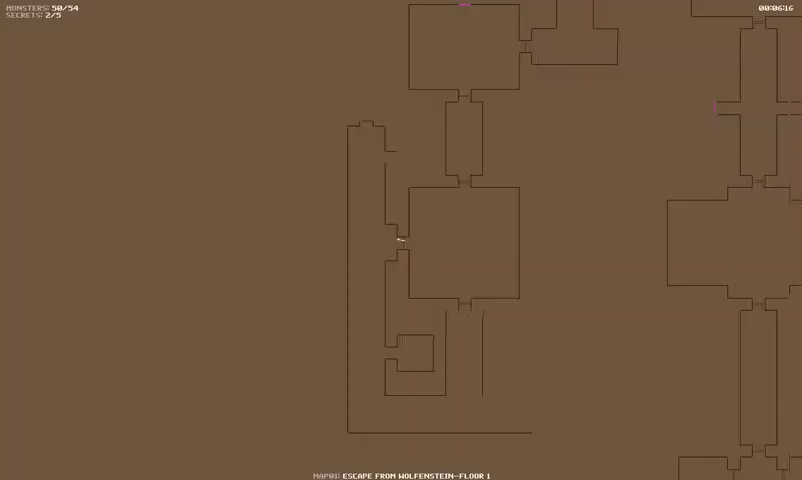 MONSTERS: 50/54
SECRETS: 2/5
00:06:16
MAP01: ESCAPE FROM WOLFENSTEIN-FLOOR 1